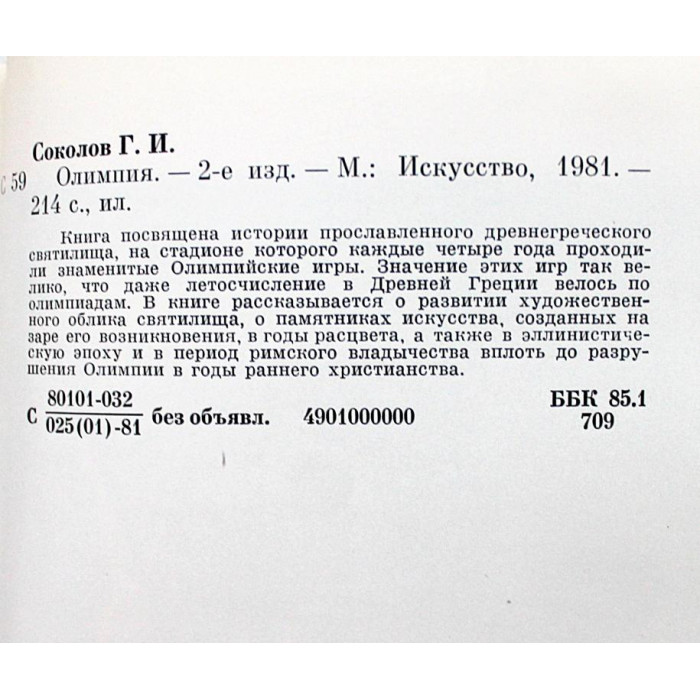 Соколов Г. И.
С 59 Олимпия. — 2-е изд. — М.: Искусство, 1981. —
214 с., ил.
Книга посвящена истории прославленного древнегреческого
святилища, на стадионе которого каждые четыре года проходи-
ли знаменитые Олимпийские игры. Значение этих игр так ве-
лико, что даже летосчисление в Древней Греции велось по
олимпиадам. В книге рассказывается о развитии художествен-
ного облика святилища, о памятниках искусства, созданных на
заре его возникновения, в годы расцвета, а также в эллинистиче-
скую эпоху и в период римского владычества вплоть до разру-
шения Олимпии в годы раннего христианства.
80101-032
С 025(01)-81 без объявл. 4901000000
ББК 85.1
709